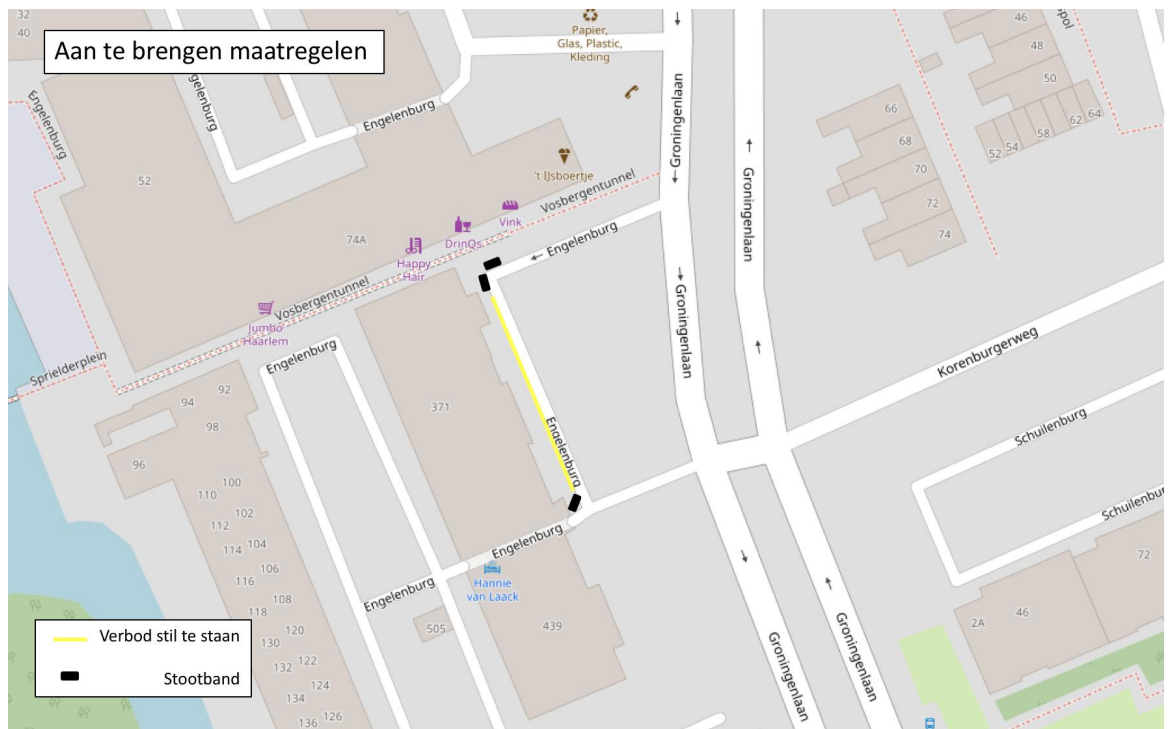 Aan te brengen maatregelen
32
40
Engelenburg
gelenburg
Engelenburg
52
74A
Papier,
Glas, Plastic,
Kleding
't IJsboertje
Vosbergentunnel
Vink
DrinQs.
Happy
Hair
Vosbergentunnel
Jumbo
Haarlem
Sprielderplein
Engelenburg
Engelenburg
Engelenburg
Engelenburg
Engelenburg
Groningenlaan
Groningenlaan
Groningenlaan
Groningenlaan
Groningenlaan
Korenburgerweg
Schuilenburg
Schuilenbur
spol
46
48
50
52
54
58
62
64
66
68
70
72
74
92
94
98
96
100
110
102
112
104
114
106
116
108
118
120
130
122
132
124
134
126
136
371
Hannie
van Laack
505
439
2A
46
72
Verbod stil te staan
Stootband